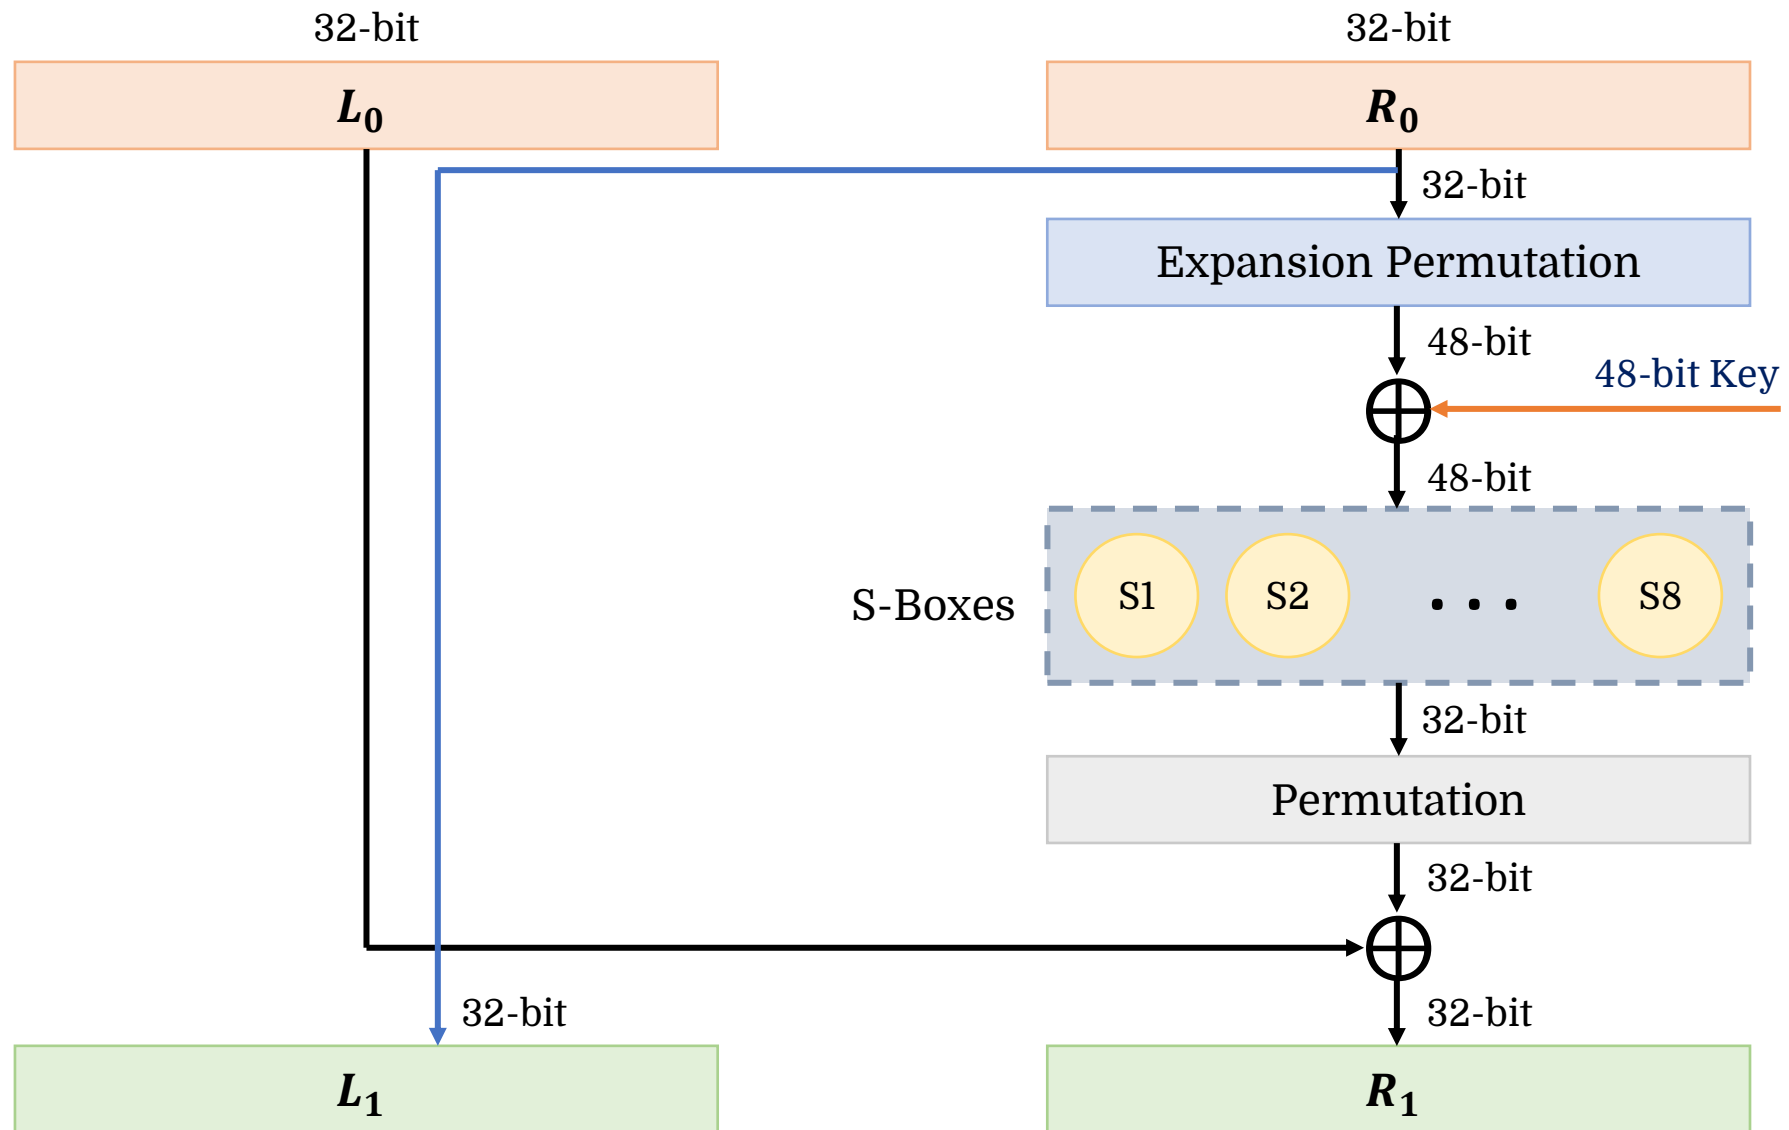 32-bit
32-bit
L₀
R₀
32-bit
Expansion Permutation
48-bit
48-bit Key
48-bit
S-Boxes
S1
S2
...
S8
32-bit
Permutation
32-bit
32-bit
32-bit
L₁
R₁